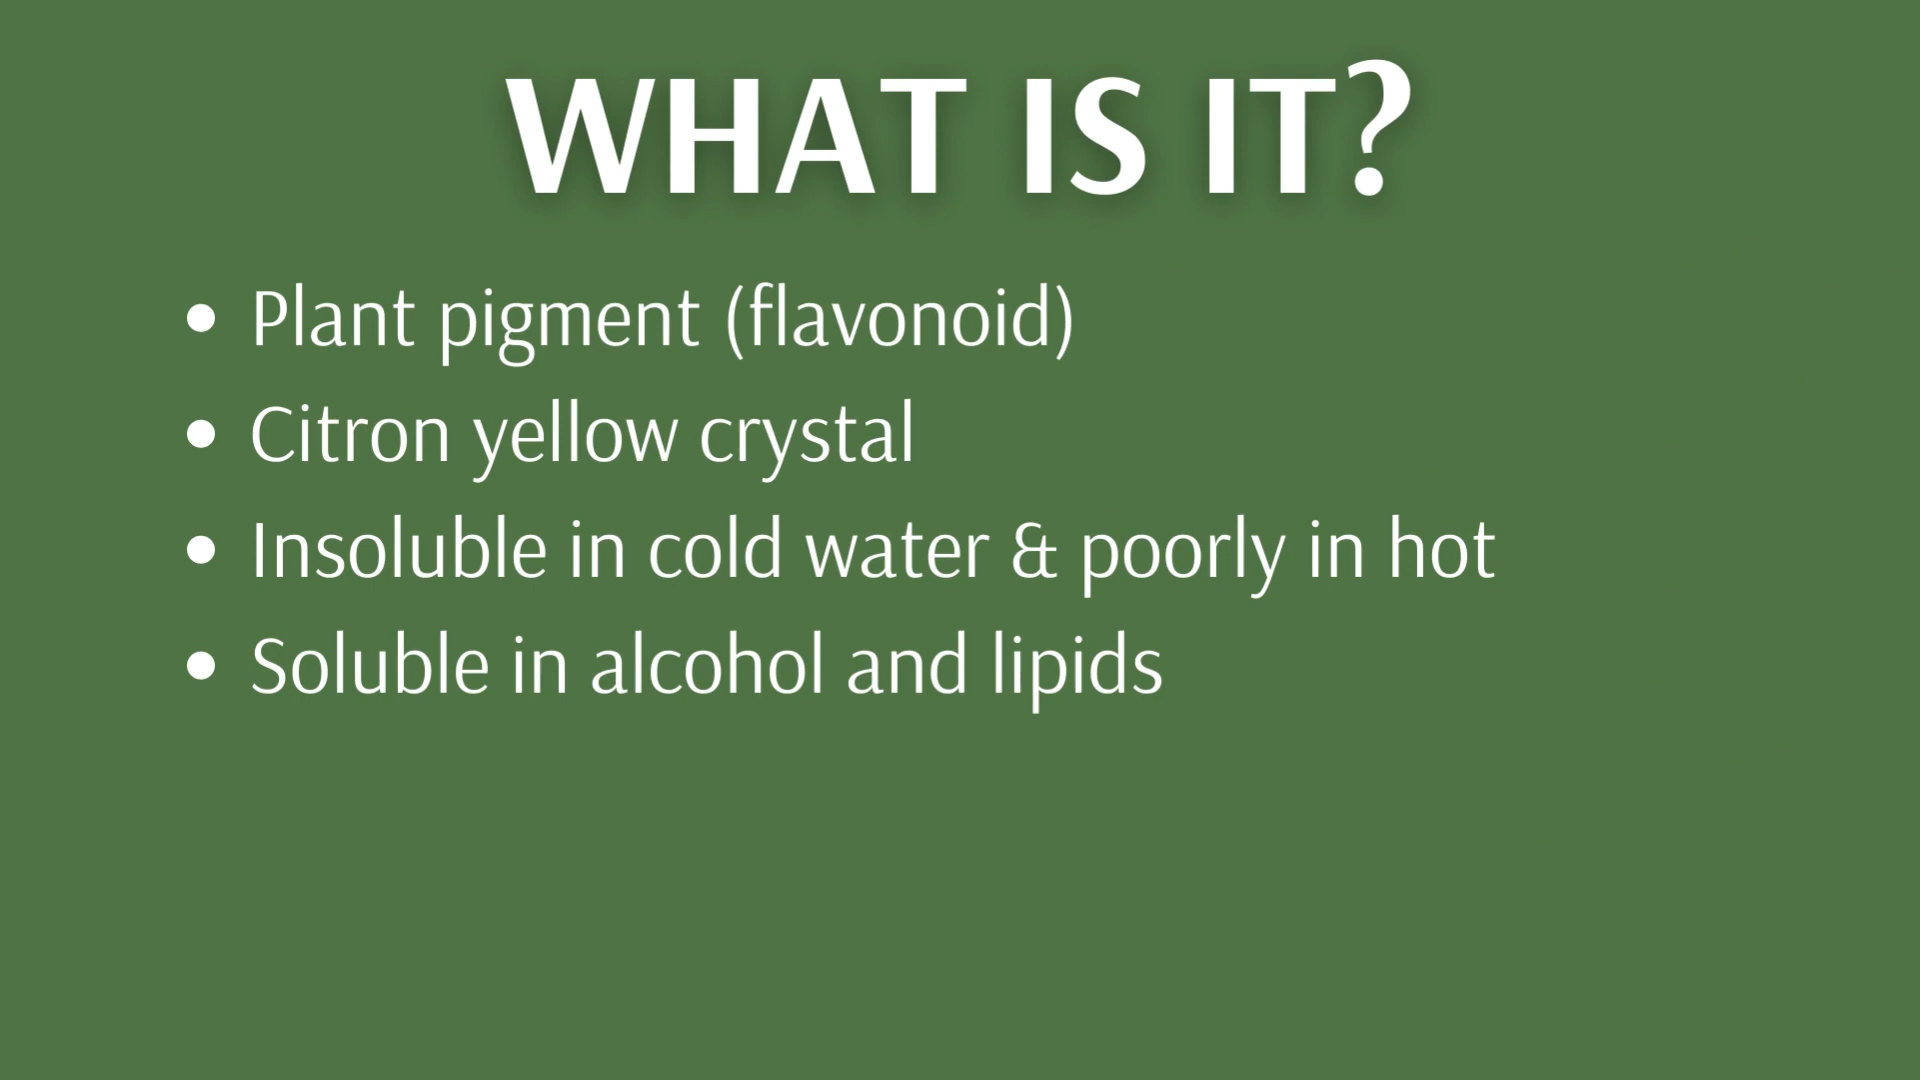 WHAT IS IT?
• Plant pigment (flavonoid)
• Citron yellow crystal
• Insoluble in cold water & poorly in hot
• Soluble in alcohol and lipids